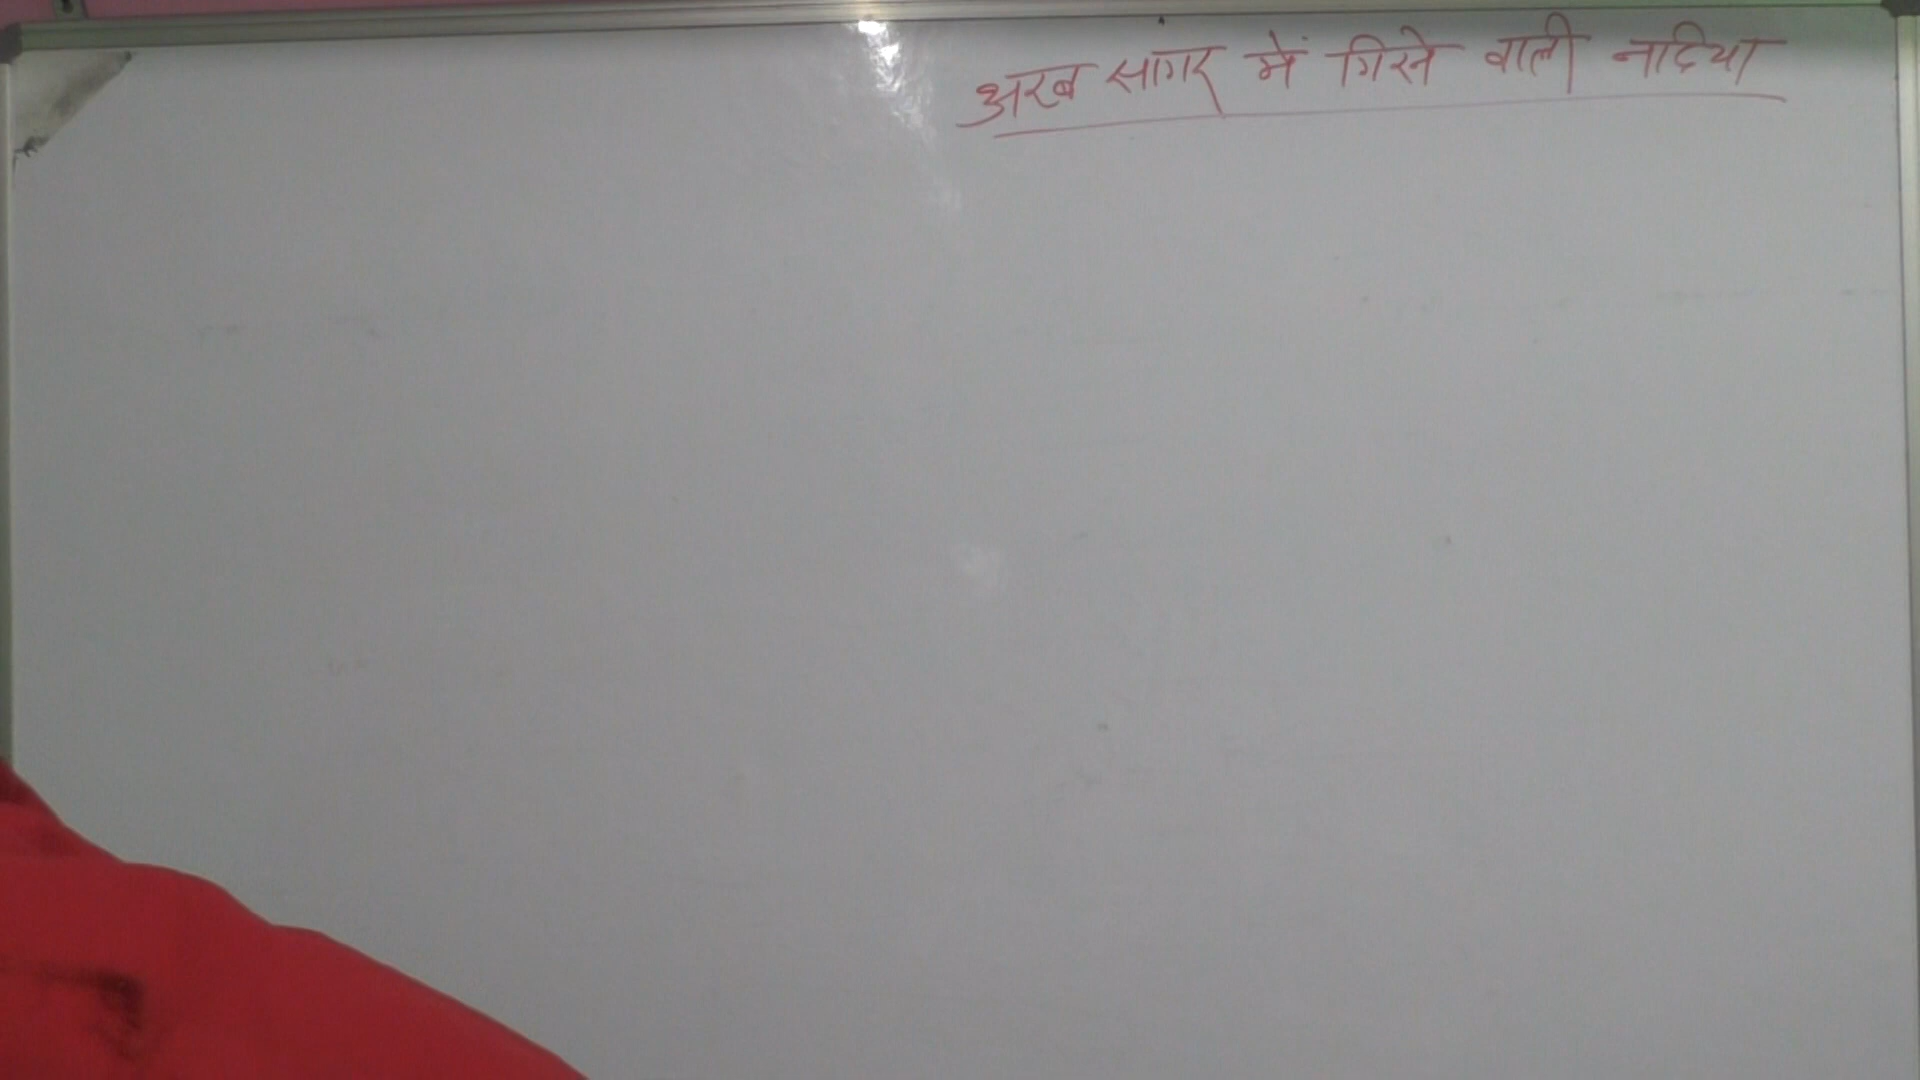 अरब सागर में गिरने वाली नदिया